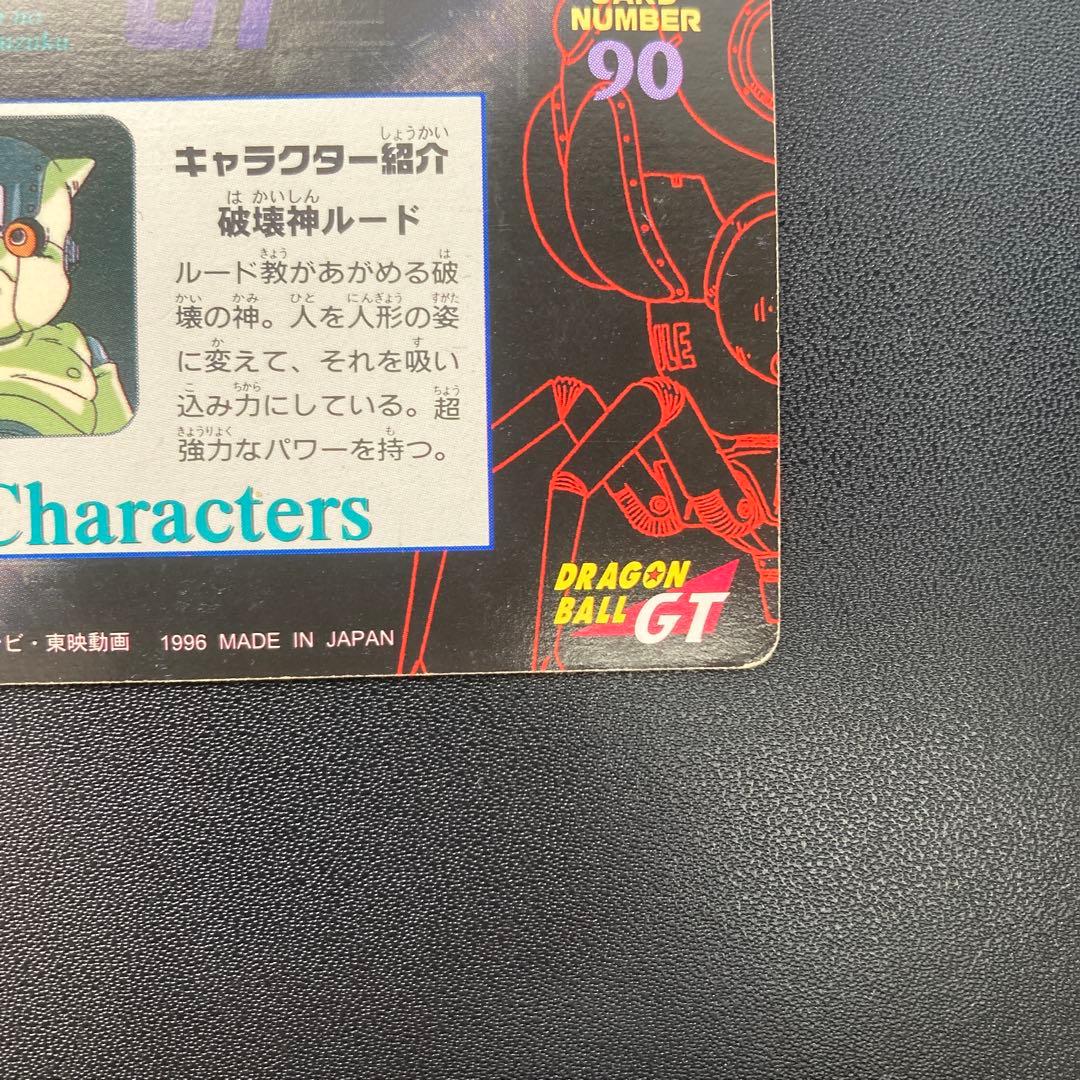 CARD
NUMBER
90
GT
キャラクター紹介
破壊神ルード
ルード教があがめる破
壊の神。人を人形の姿
に変えて、それを吸い
込み力にしている。超
強力なパワーを持つ。
Characters
DRAGON
BALL
GT
ビ・東映動画 1996 MADE IN JAPAN